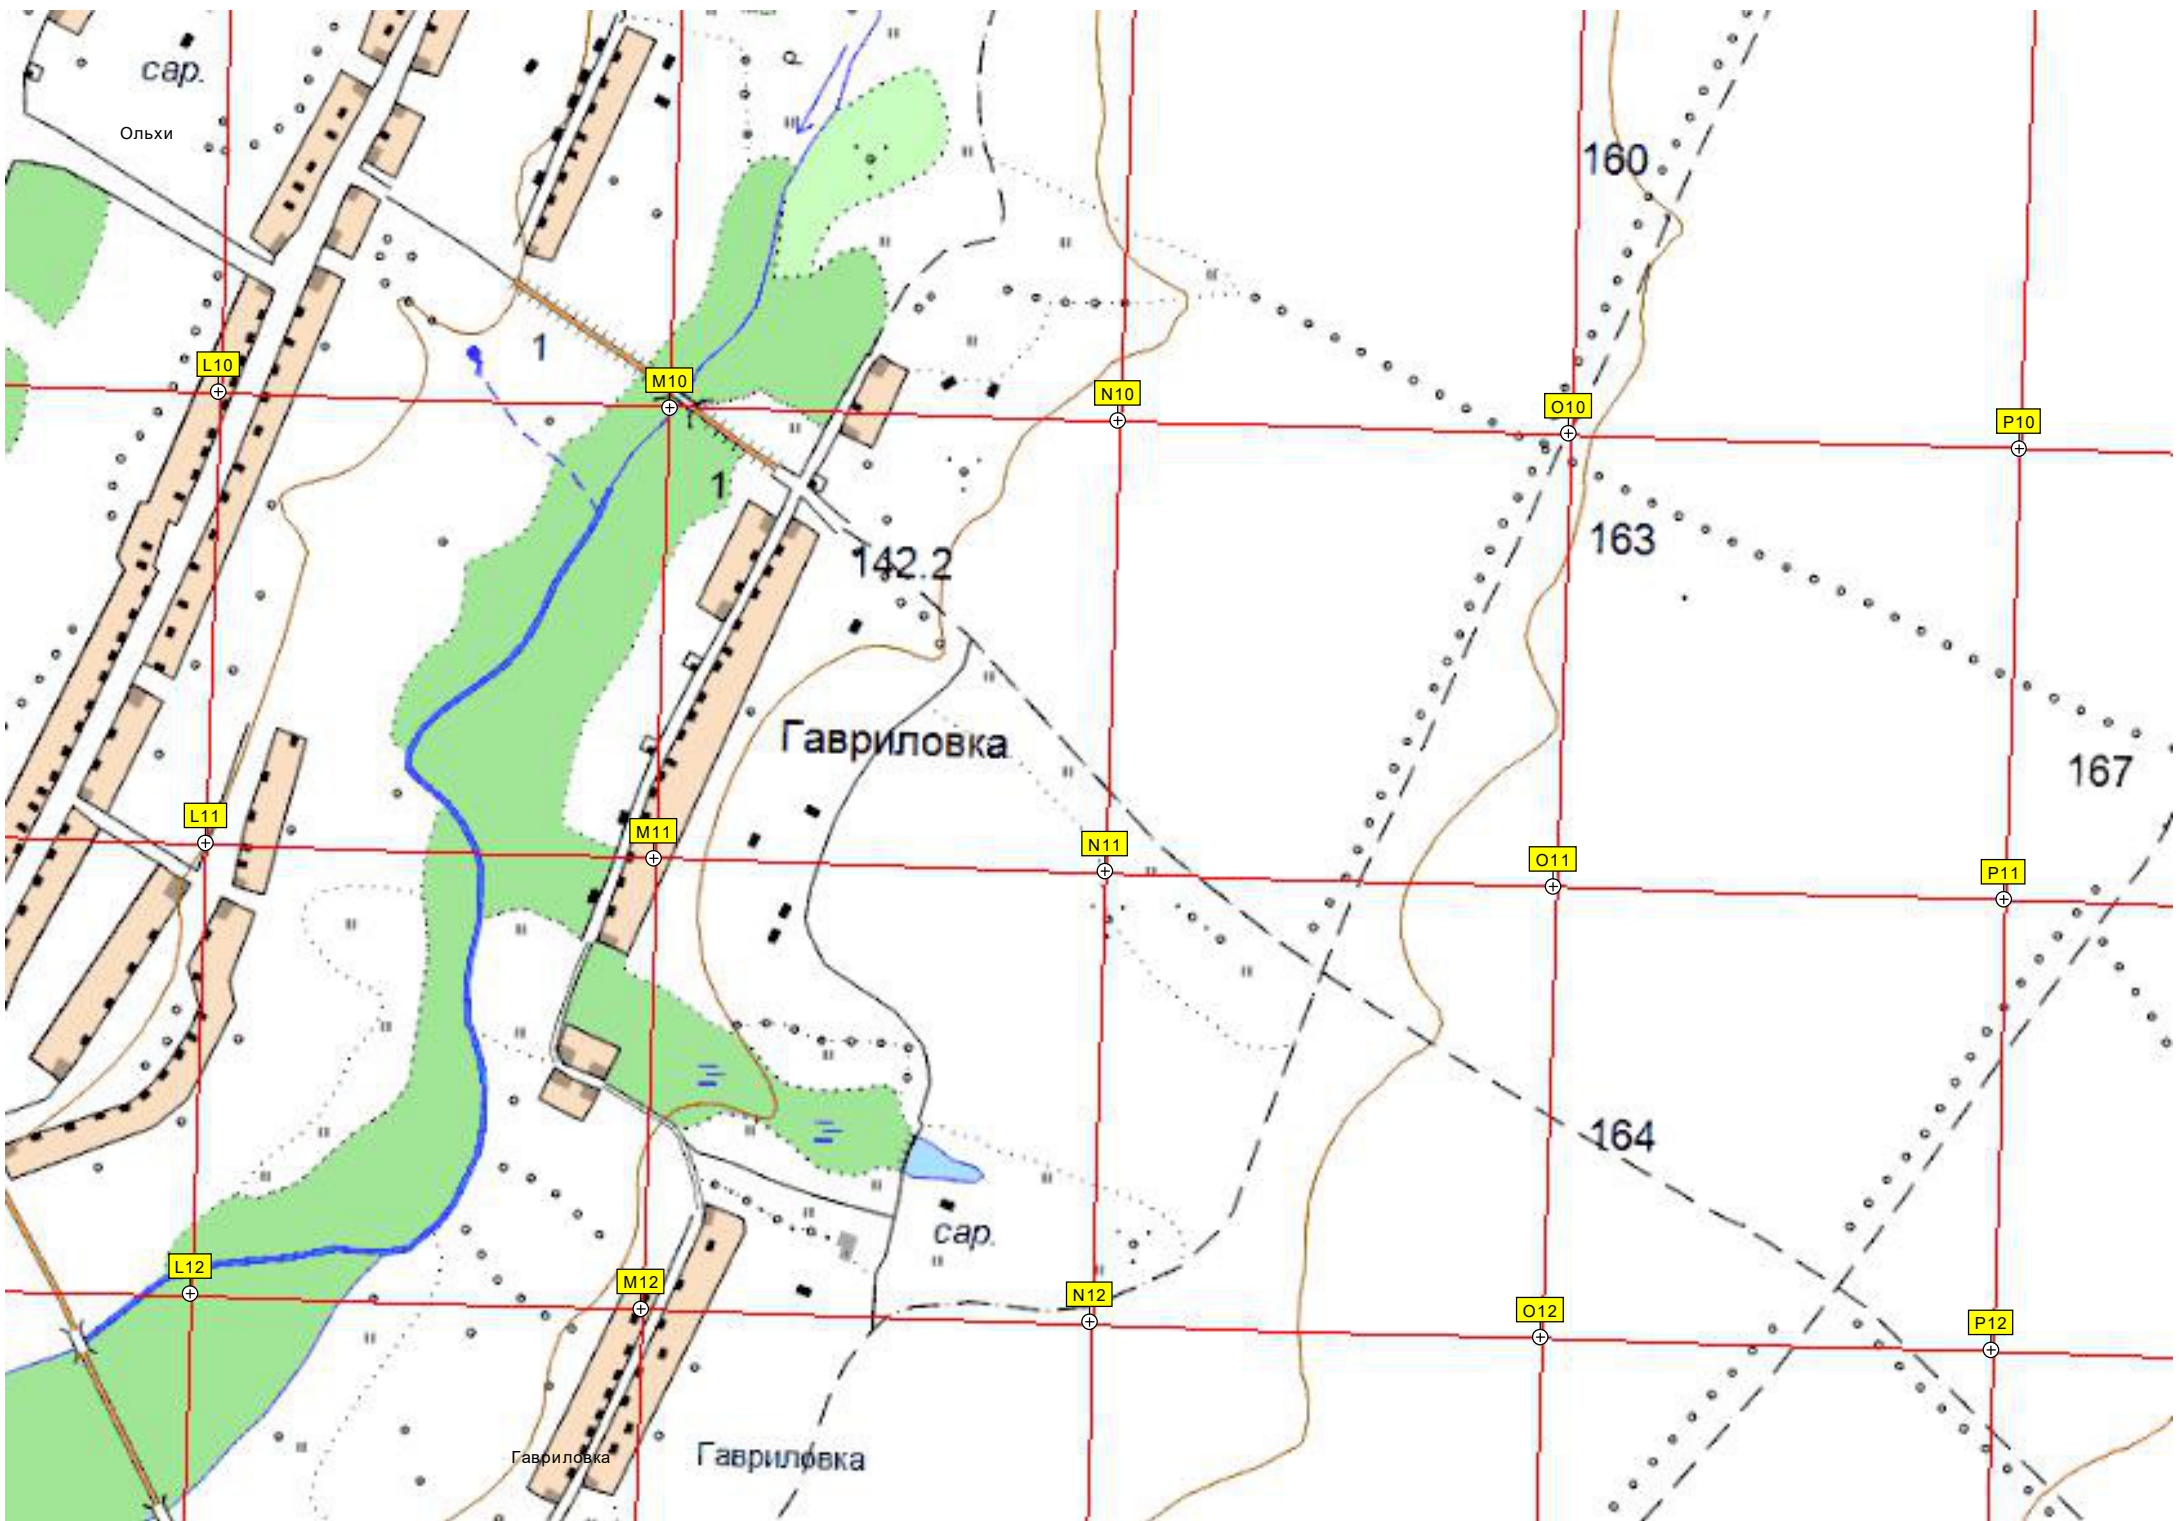 сар.
Ольхи
160
1
L10
M10
N10
O10
P10
1
163
142.2
Гавриловка
167
L11
M11
N11
O11
P11
164
сар.
L12
M12
N12
O12
P12
Гавриловка
Гавриловка